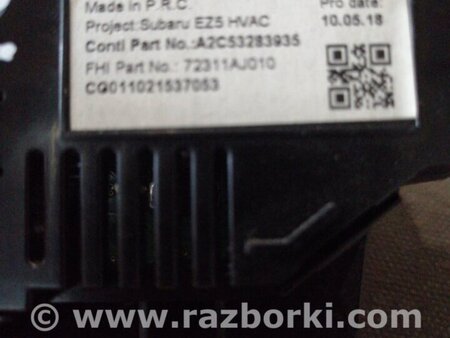 Made in P.R.C.
Pro date:
Project:Subaru EZ5 HVAC
10.05.18
Conti Part No.:A2C53283935
FHI Part No.: 72311AJ010
CG011021537053
© www.razborki.com